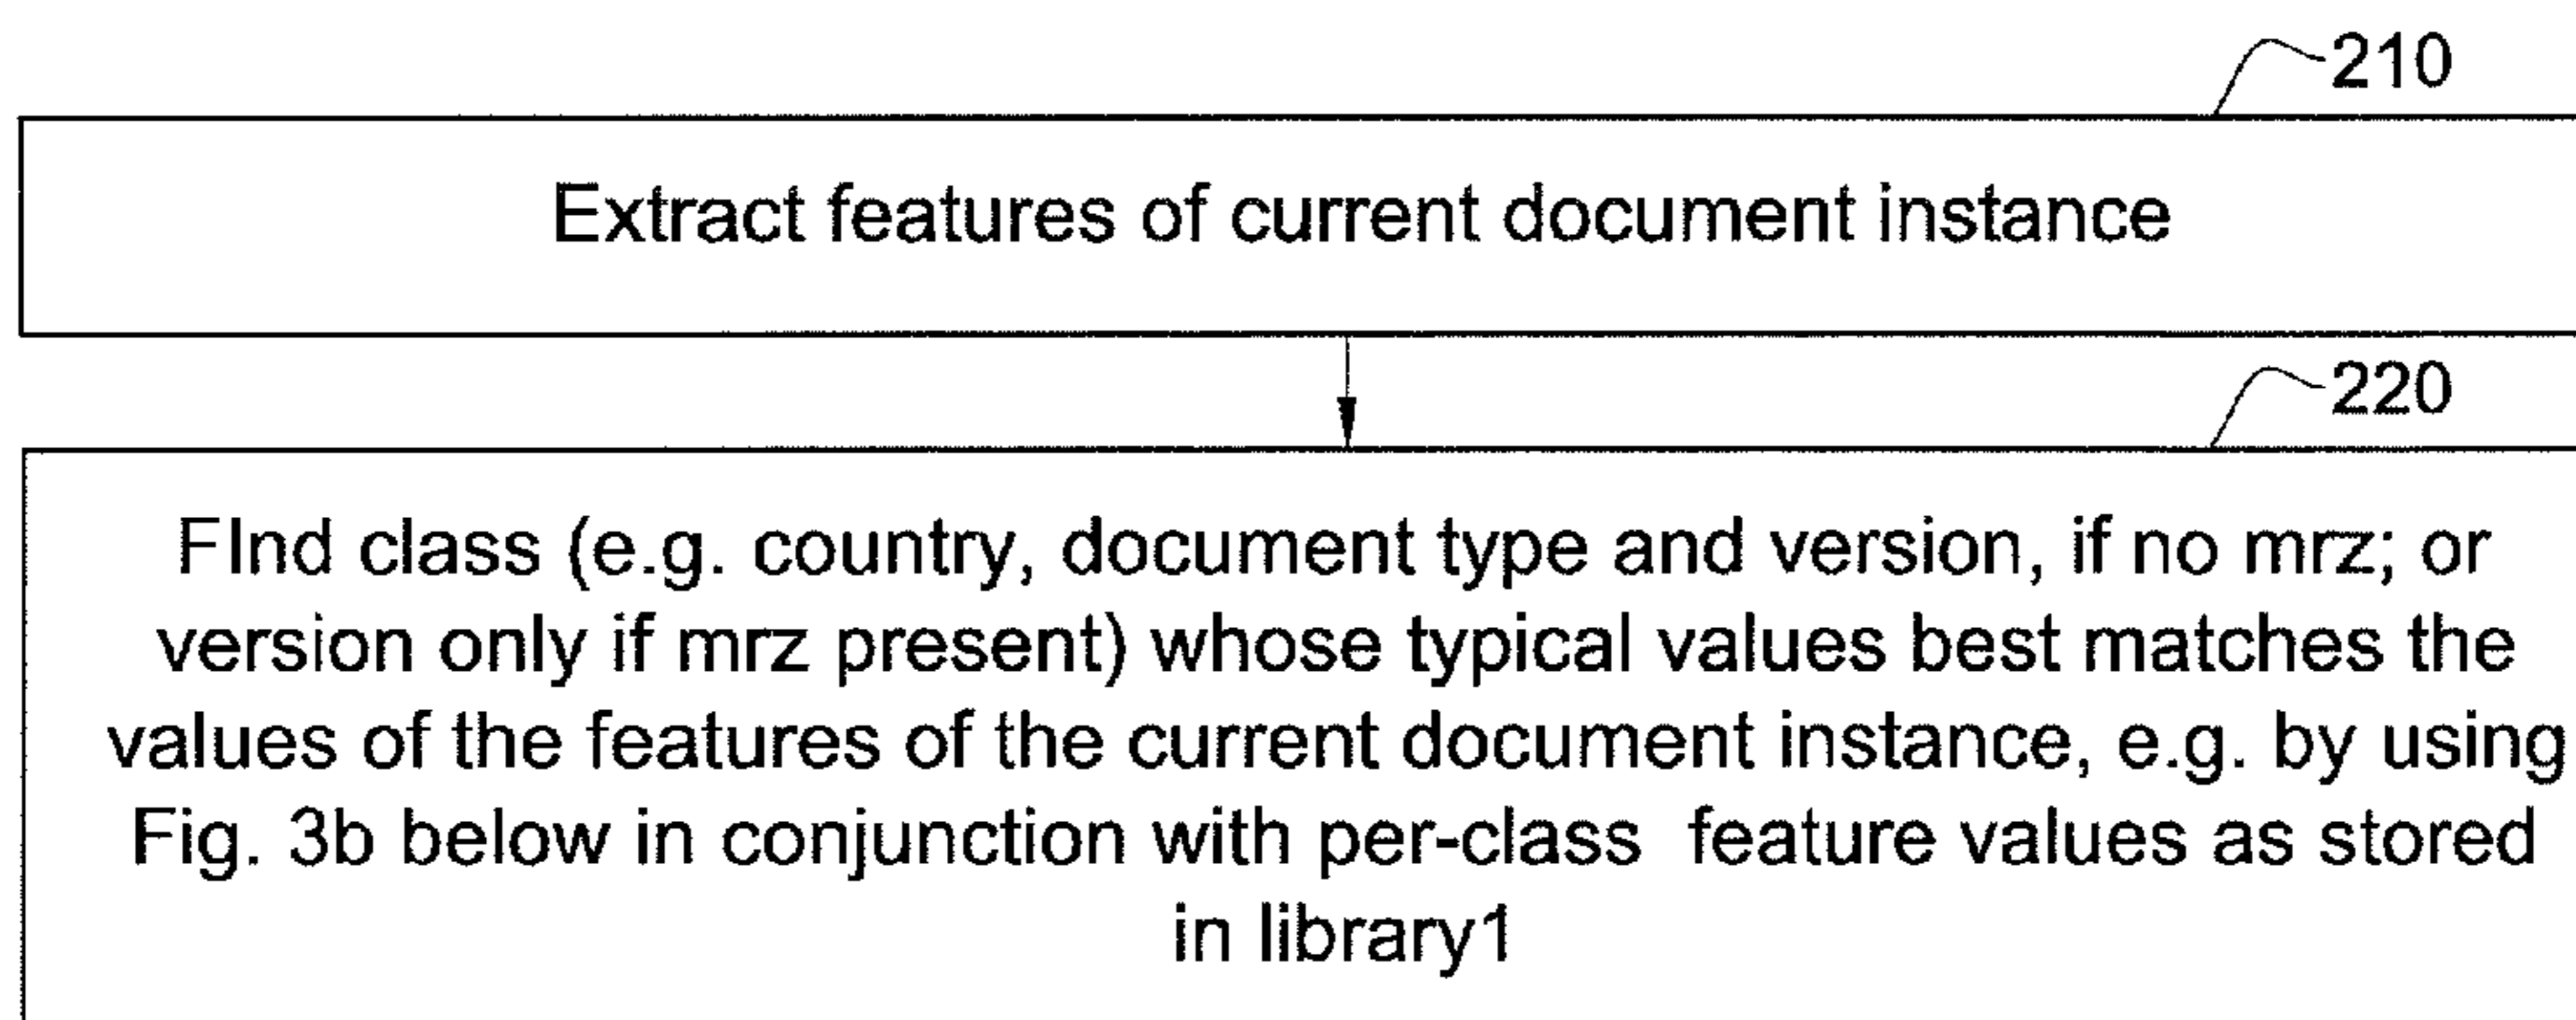 210
Extract features of current document instance
220
FInd class (e.g. country, document type and version, if no mrz; or
version only if mrz present) whose typical values best matches the
values of the features of the current document instance, e.g. by using
Fig. 3b below in conjunction with per-class feature values as stored
in library1